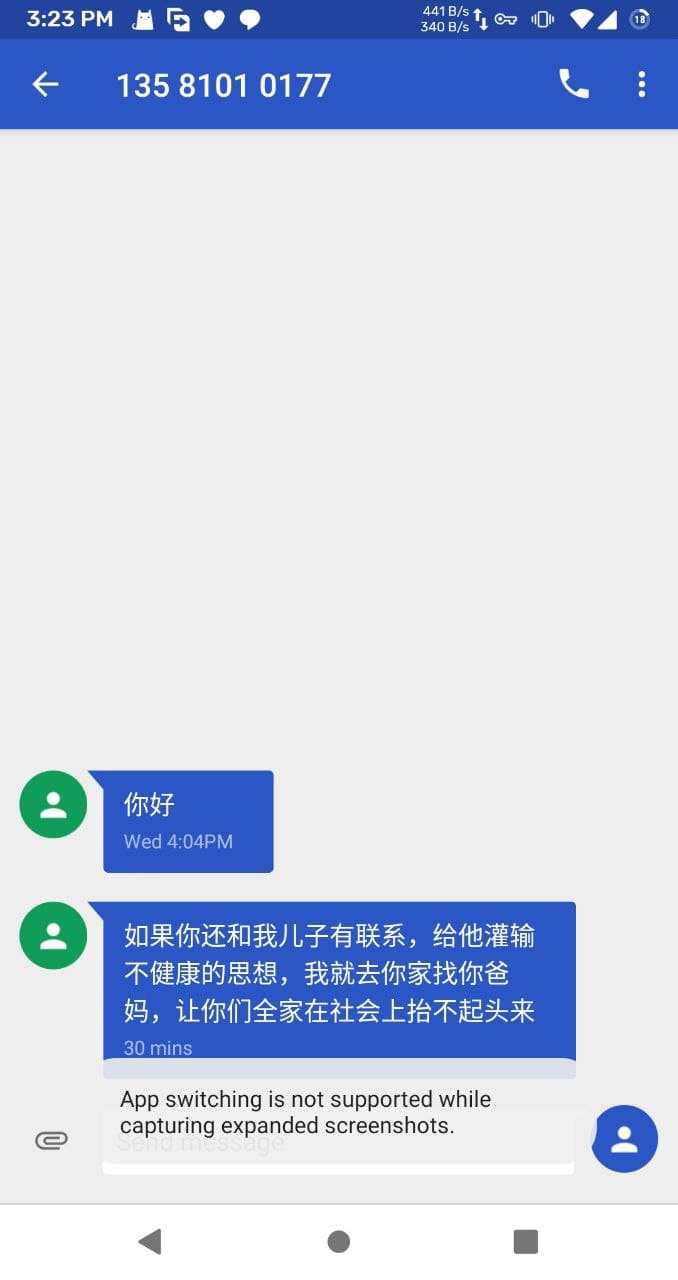 3:23 PM
441 B/s
340 B/s
18
135 8101 0177
你好
Wed 4:04PM
如果你还和我儿子有联系，给他灌输
不健康的思想，我就去你家找你爸
妈，让你们全家在社会上抬不起头来
30 mins
App switching is not supported while
capturing expanded screenshots.
Send message